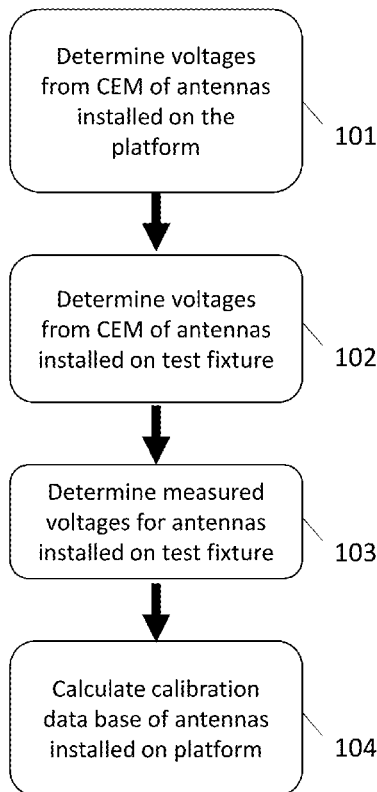 Determine voltages
from CEM of antennas
installed on the
platform
101
Determine voltages
from CEM of antennas
installed on test fixture
102
Determine measured
voltages for antennas
installed on test fixture
103
Calculate calibration
data base of antennas
installed on platform
104